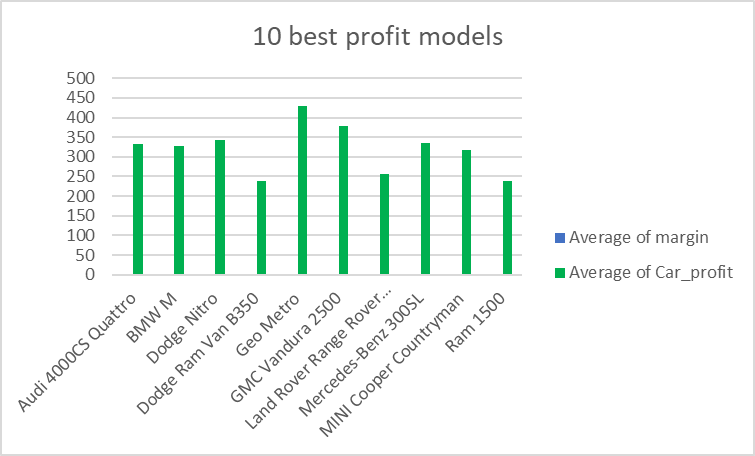 10 best profit models
500
450
400
350
300
250
200
150
100
50
0
Audi 4000CS Quattro
BMW M
Dodge Nitro
Dodge Ram Van B350
Geo Metro
GMC Vandura 2500
Land Rover Range Rover…
Mercedes-Benz 300SL
MINI Cooper Countryman
Ram 1500
Average of margin
Average of Car_profit